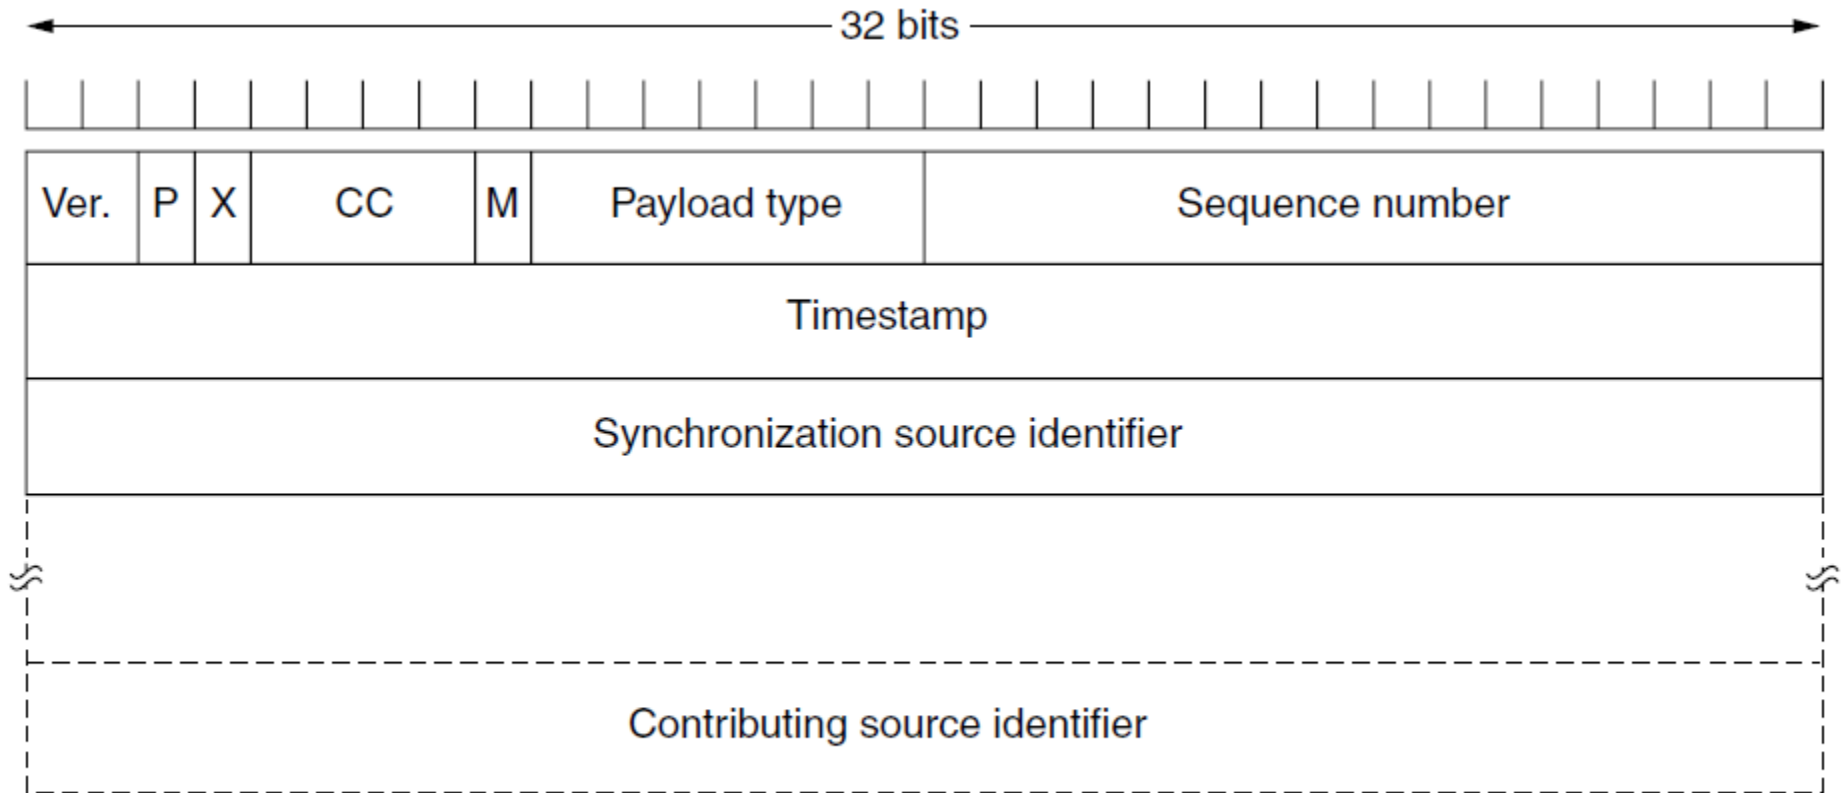 32 bits
Ver. P X CC M Payload type Sequence number
Timestamp
Synchronization source identifier
Contributing source identifier